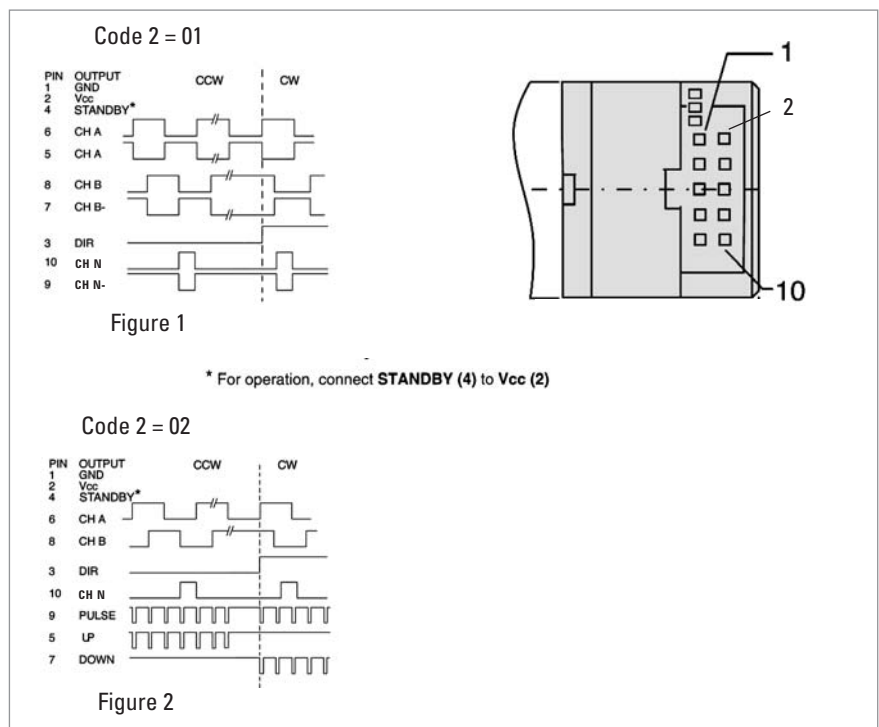 Code 2 = 01
PIN OUTPUT CCW CW
1 GND
2 Vcc
4 STANDBY*
6 CH A
5 CH A
8 CH B
7 CH B-
3 DIR
10 CH N
9 CH N-
Figure 1
1
2
10
* For operation, connect STANDBY (4) to Vcc (2)
Code 2 = 02
PIN OUTPUT CCW CW
1 GND
2 Vcc
4 STANDBY*
6 CH A
8 CH B
3 DIR
10 CH N
9 PULSE
5 UP
7 DOWN
Figure 2